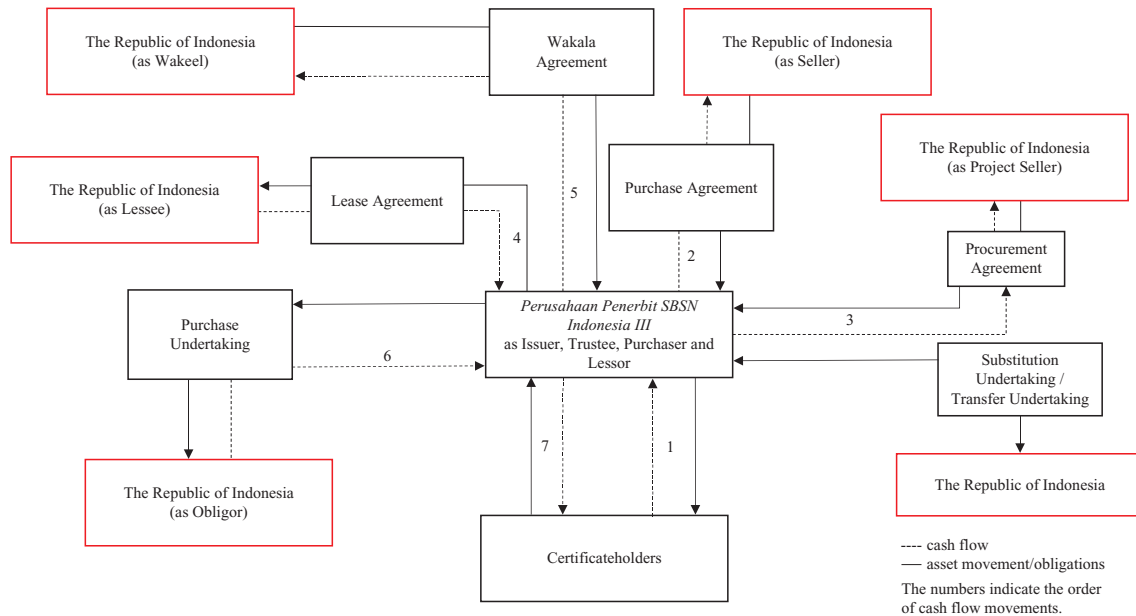 The Republic of Indonesia
(as Wakeel)
Wakala
Agreement
The Republic of Indonesia
(as Seller)
The Republic of Indonesia
(as Project Seller)
The Republic of Indonesia
(as Lessee)
Lease Agreement
5
Purchase Agreement
4
2
Procurement
Agreement
Purchase
Undertaking
6
Perusahaan Penerbit SBSN
Indonesia III
as Issuer, Trustee, Purchaser and
Lessor
3
Substitution
Undertaking /
Transfer Undertaking
7
1
The Republic of Indonesia
(as Obligor)
The Republic of Indonesia
Certificateholders
---- cash flow
— asset movement/obligations
The numbers indicate the order
of cash flow movements.